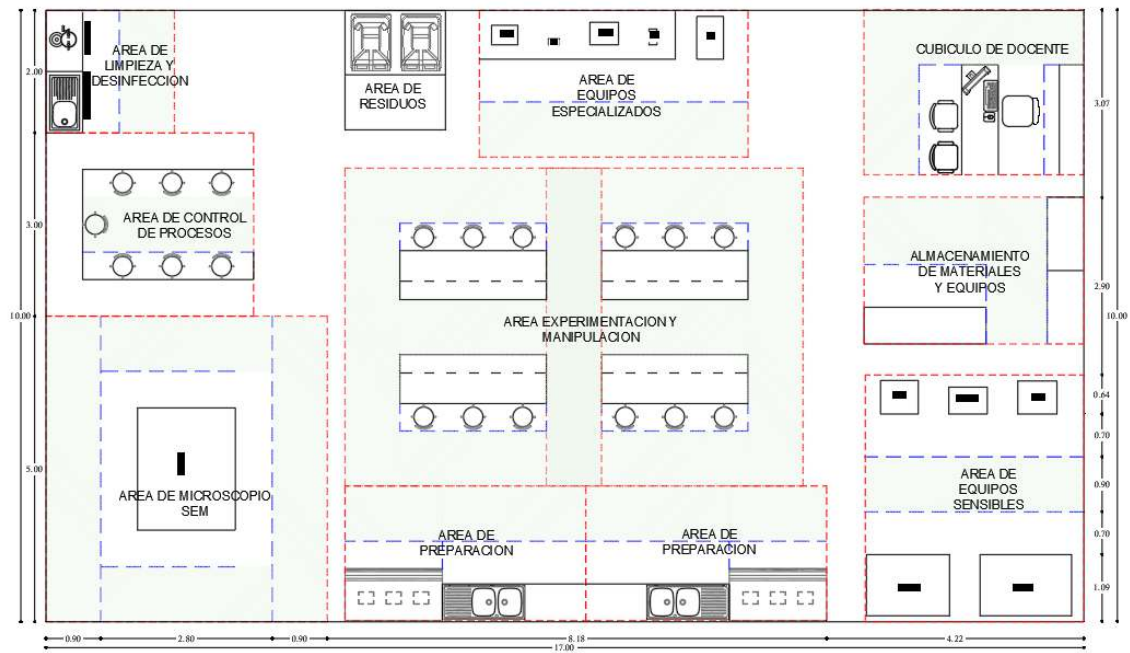 AREA DE
LIMPIEZA Y
DESINFECCION
AREA DE
RESIDUOS
AREA DE
EQUIPOS
ESPECIALIZADOS
CUBICULO DE DOCENTE
2.00
3.07
AREA DE CONTROL
DE PROCESOS
3.00
ALMACENAMIENTO
DE MATERIALES
Y EQUIPOS
2.90
10.00
10.00
AREA EXPERIMENTACION Y
MANIPULACION
0.64
0.70
5.00
AREA DE MICROSCOPIO
SEM
AREA DE
EQUIPOS
SENSIBLES
0.90
AREA DE
PREPARACION
AREA DE
PREPARACION
0.70
1.09
0.90
2.80
0.90
8.18
4.22
17.00